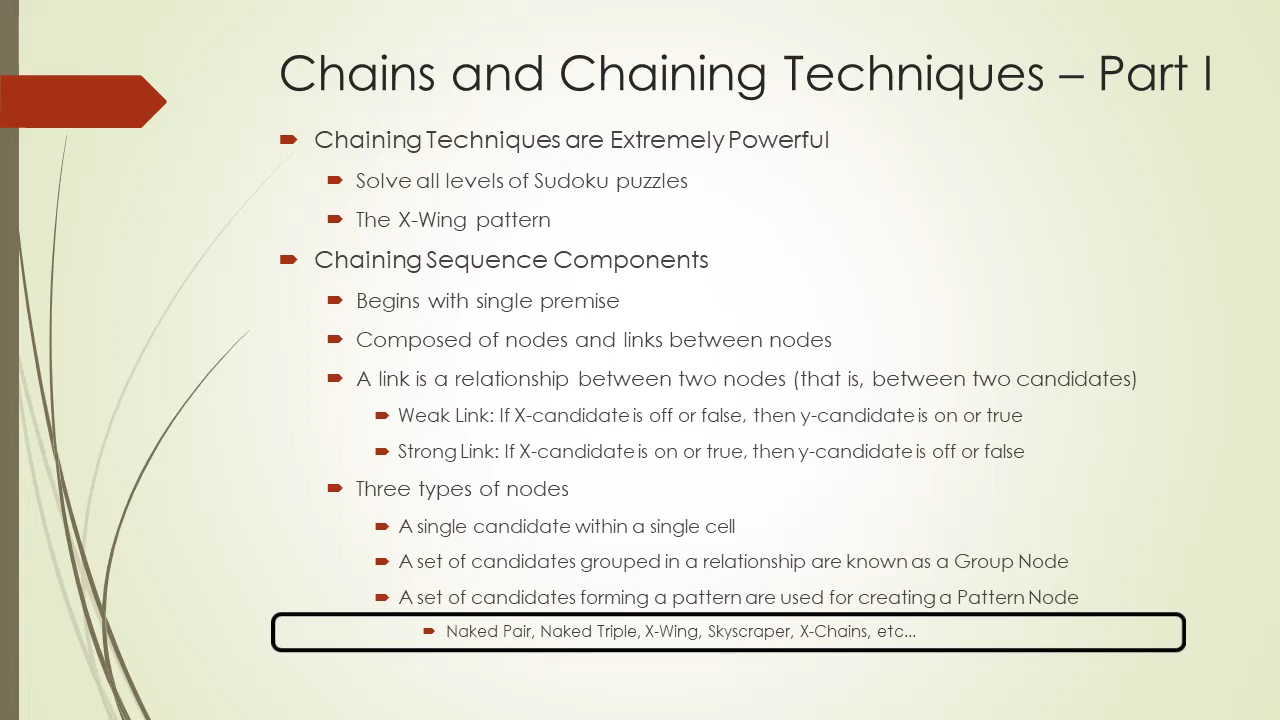 Chains and Chaining Techniques – Part I
Chaining Techniques are Extremely Powerful
Solve all levels of Sudoku puzzles
The X-Wing pattern
Chaining Sequence Components
Begins with single premise
Composed of nodes and links between nodes
A link is a relationship between two nodes (that is, between two candidates)
Weak Link: If X-candidate is off or false, then y-candidate is on or true
Strong Link: If X-candidate is on or true, then y-candidate is off or false
Three types of nodes
A single candidate within a single cell
A set of candidates grouped in a relationship are known as a Group Node
A set of candidates forming a pattern are used for creating a Pattern Node
Naked Pair, Naked Triple, X-Wing, Skyscraper, X-Chains, etc...